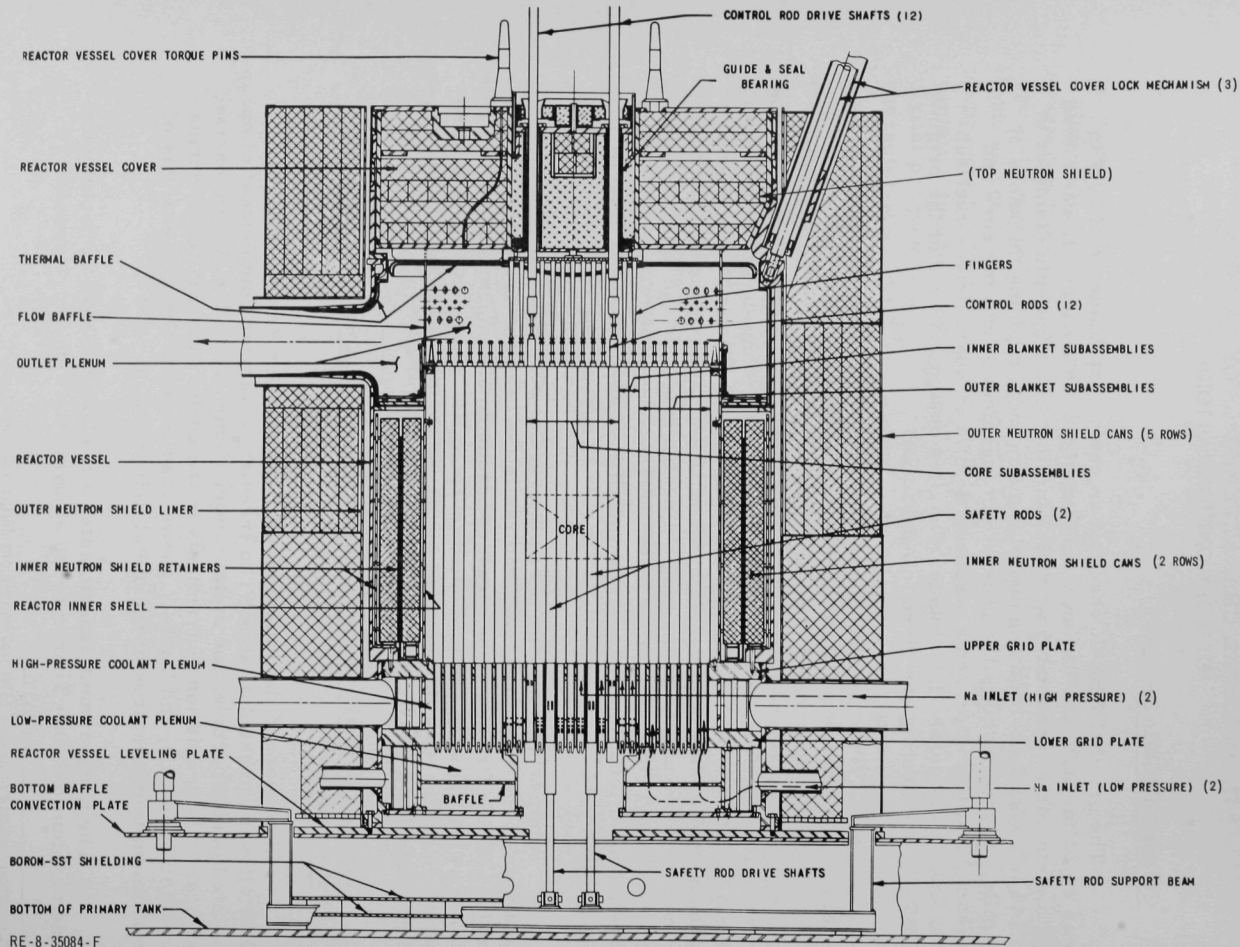 CONTROL ROD DRIVE SHAFTS (12)
REACTOR VESSEL COVER TORQUE PINS
GUIDE & SEAL
BEARING
REACTOR VESSEL COVER LOCK MECHANISM (3)
REACTOR VESSEL COVER
(TOP NEUTRON SHIELD)
THERMAL BAFFLE
FINGERS
FLOW BAFFLE
CONTROL RODS (12)
OUTLET PLENUM
INNER BLANKET SUBASSEMBLIES
OUTER BLANKET SUBASSEMBLIES
OUTER NEUTRON SHIELD CANS (5 ROWS)
REACTOR VESSEL
CORE SUBASSEMBLIES
OUTER NEUTRON SHIELD LINER
SAFETY RODS (2)
CORE
INNER NEUTRON SHIELD RETAINERS
INNER NEUTRON SHIELD CANS (2 ROWS)
REACTOR INNER SHELL
UPPER GRID PLATE
HIGH-PRESSURE COOLANT PLENUM
Na INLET (HIGH PRESSURE) (2)
LOW-PRESSURE COOLANT PLENUM
LOWER GRID PLATE
REACTOR VESSEL LEVELING PLATE
BOTTOM BAFFLE
CONVECTION PLATE
BAFFLE
Na INLET (LOW PRESSURE) (2)
BORON-SST SHIELDING
SAFETY ROD DRIVE SHAFTS
SAFETY ROD SUPPORT BEAM
BOTTOM OF PRIMARY TANK
RE-8-35084-F